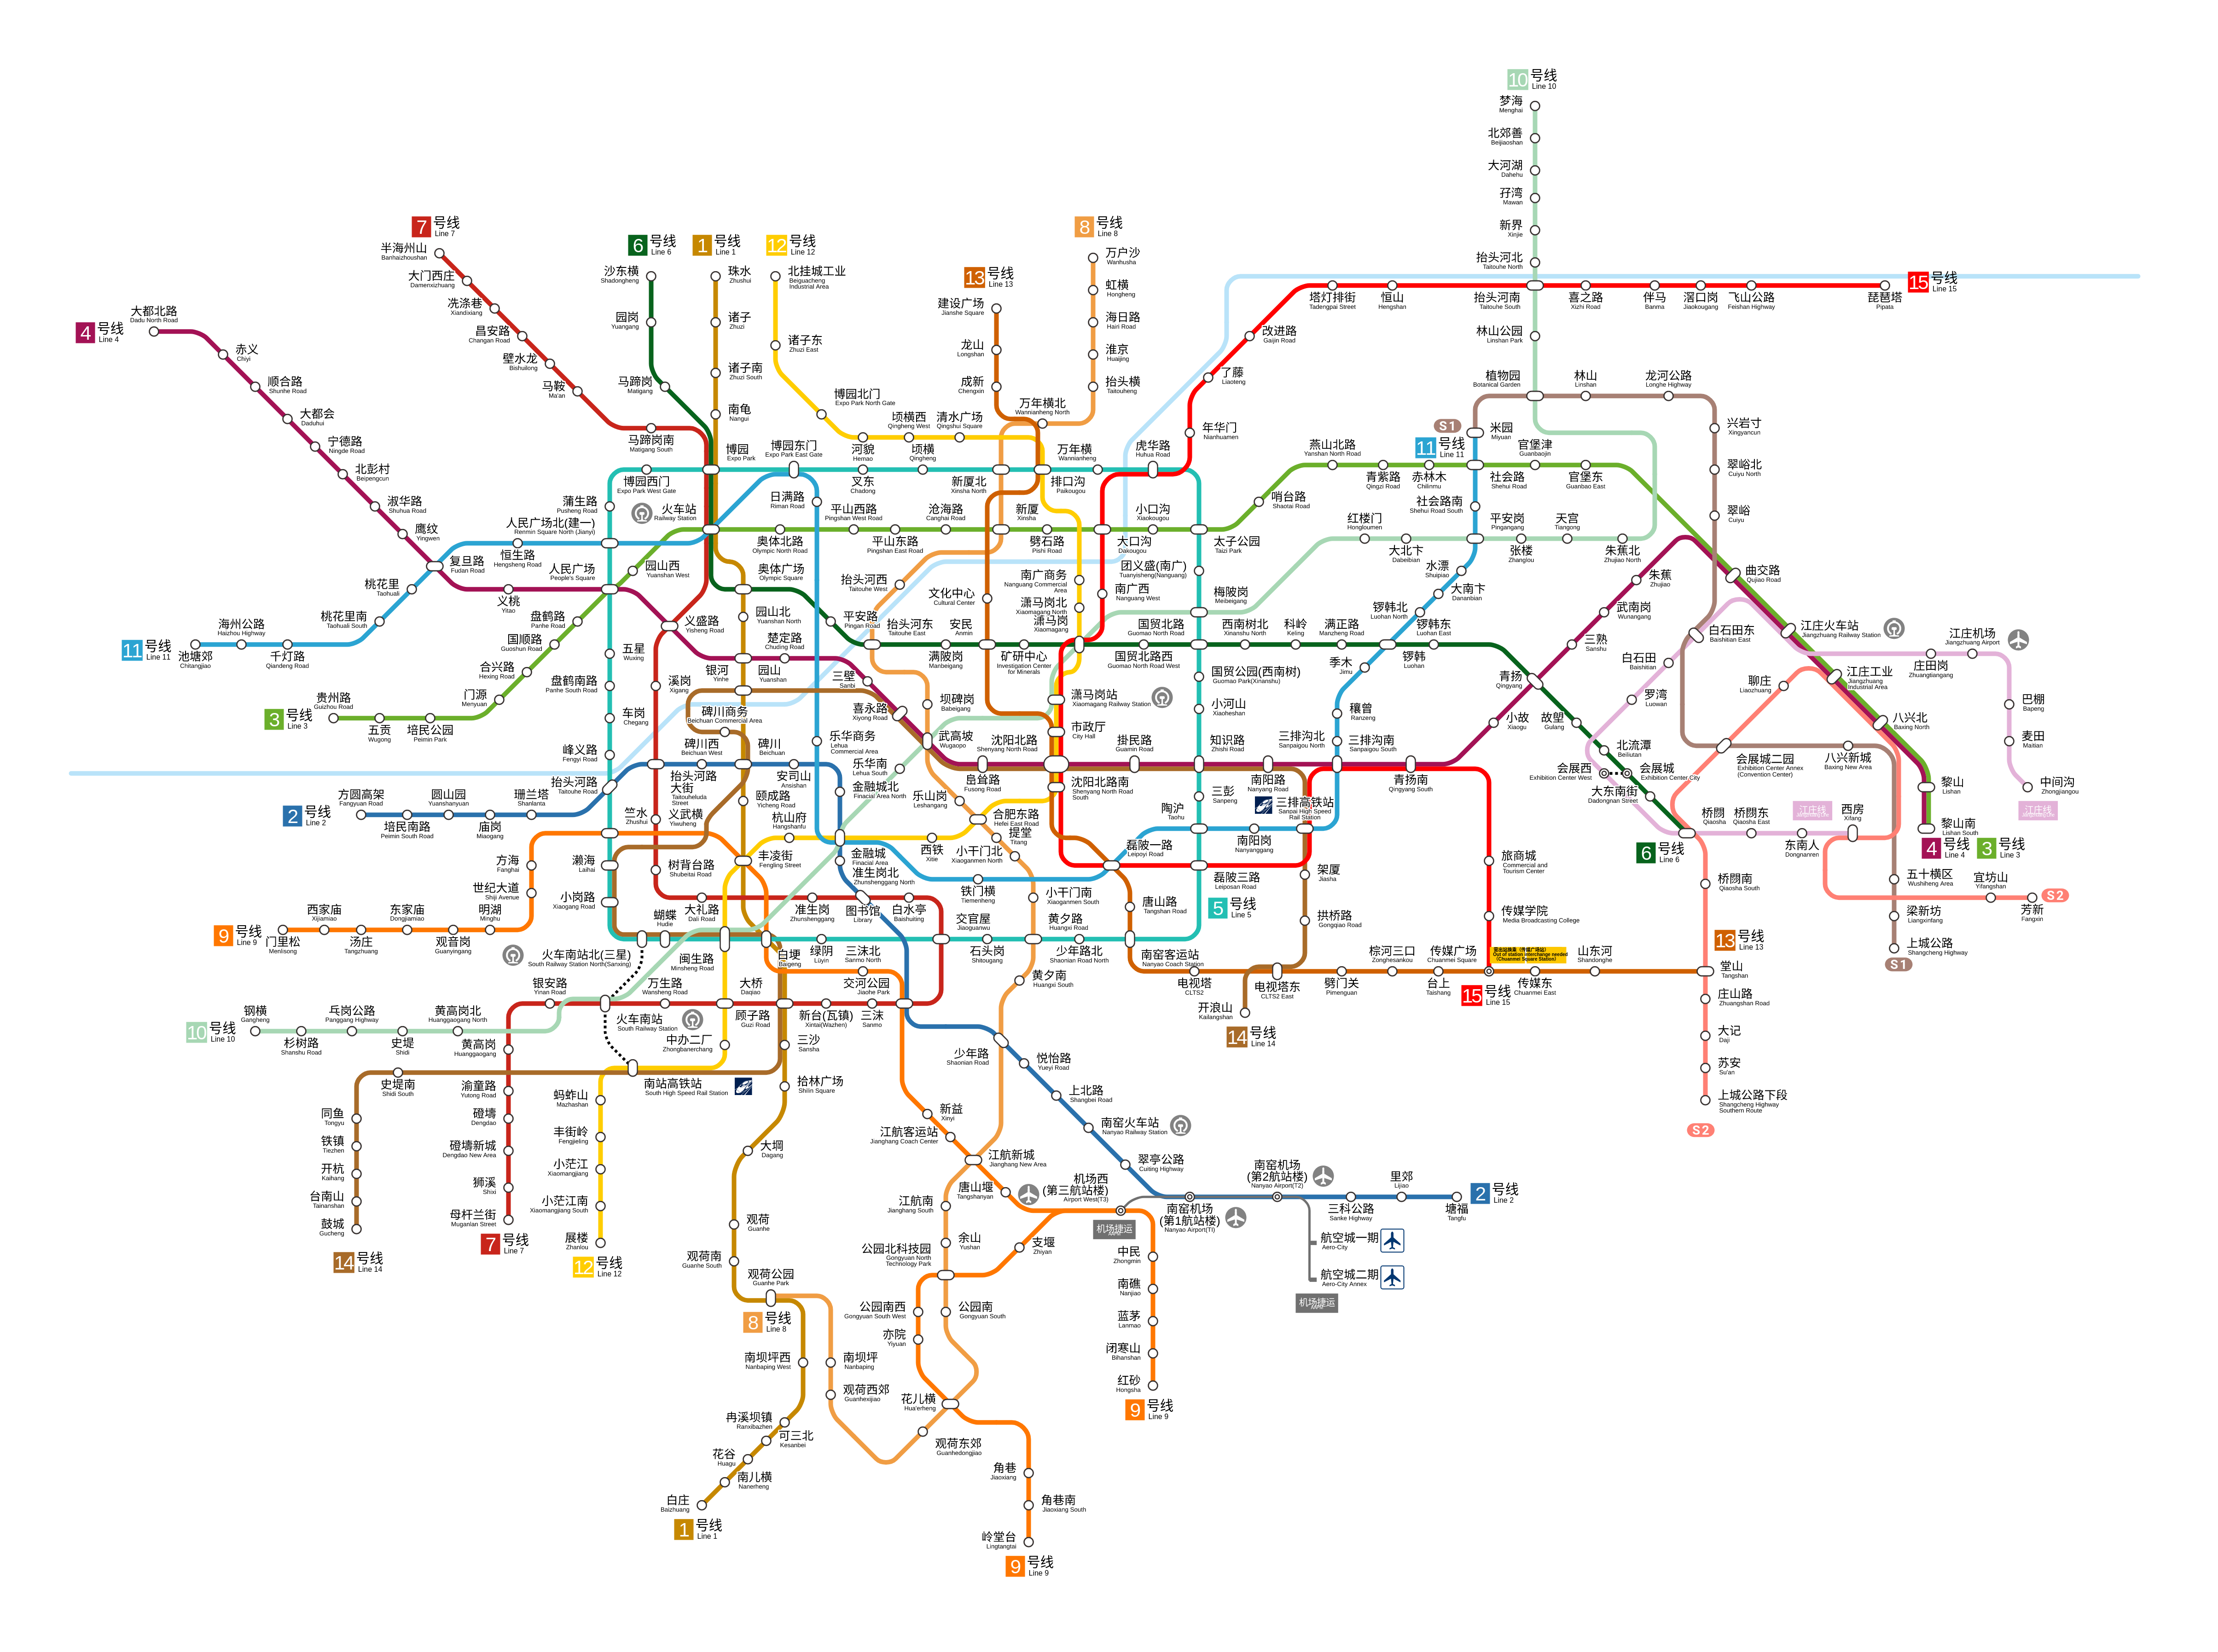 10 号线
Line 10
梦海
Menghai
北郊善
Beijiaoshan
大河湖
Dahehu
孖湾
Mawan
新界
Xinjie
抬头河北
Taitouhe North
7 号线
Line 7
半海州山
Banhaizhoushan
大门西庄
Damenxizhuang
冼涤巷
Xiandixiang
昌安路
Changan Road
壁水龙
Bishuilong
马鞍
Ma'an
马蹄岗南
Matigang South
6 号线
Line 6
沙东横
Shadongheng
园岗
Yuangang
马蹄岗
Matigang
1 号线
Line 1
珠水
Zhushui
诸子
Zhuzi
诸子南
Zhuzi South
南龟
Nangui
12 号线
Line 12
北挂城工业
Beiguacheng
Industrial Area
诸子东
Zhuzi East
博园北门
Expo Park North Gate
河貌
Hemao
顷横西
Qingheng West
清水广场
Qingshui Square
13 号线
Line 13
建设广场
Jianshe Square
龙山
Longshan
成新
Chengxin
8 号线
Line 8
万户沙
Wanhusha
虹横
Hongheng
海日路
Hairi Road
淮京
Huaijing
抬头横
Taitouheng
万年横北
Wannianheng North
15 号线
Line 15
塔灯排街
Tadengpai Street
恒山
Hengshan
抬头河南
Taitouhe South
喜之路
Xizhi Road
伴马
Banma
滘口岗
Jiaokougang
飞山公路
Feishan Highway
琵琶塔
Pipata
改进路
Gaijin Road
了藤
Liaoteng
年华门
Nianhuamen
虎华路
Huhua Road
林山公园
Linshan Park
植物园
Botanical Garden
林山
Linshan
龙河公路
Longhe Highway
兴岩寸
Xingyancun
翠峪北
Cuiyu North
翠峪
Cuiyu
S1
米园
Miyuan
11 号线
Line 11
4 号线
Line 4
大都北路
Dadu North Road
赤义
Chiyi
顺合路
Shunhe Road
大都会
Daduhui
宁德路
Ningde Road
北彭村
Beipengcun
淑华路
Shuhua Road
鹰纹
Yingwen
复旦路
Fudan Road
义桃
Yitao
人民广场
People's Square
博园
Expo Park
博园东门
Expo Park East Gate
博园西门
Expo Park West Gate
叉东
Chadong
顷横
Qingheng
新厦北
Xinsha North
万年横
Wannianheng
排口沟
Paikougou
蒲生路
Pusheng Road
火车站
Railway Station
日满路
Riman Road
人民广场北(建一)
Renmin Square North (Jianyi)
恒生路
Hengsheng Road
桃花里
Taohuali
桃花里南
Taohuali South
海州公路
Haizhou Highway
千灯路
Qianding Road
池塘郊
Chitangjiao
11 号线
Line 11
3 号线
Line 3
贵州路
Guizhou Road
五贡
Wugong
培民公园
Peimin Park
门源
Menyuan
合兴路
Hexing Road
国顺路
Guoshun Road
盘鹤路
Panhe Road
园山西
Yuanshan West
奥体北路
Olympic North Road
平山西路
Pingshan West Road
平山东路
Pingshan East Road
沧海路
Canghai Road
新厦
Xinsha
劈石路
Pishi Road
大口沟
Dakougou
小口沟
Xiaokougou
太子公园
Taizi Park
哨台路
Shaotai Road
燕山北路
Yanshan North Road
青紫路
Qingzi Road
赤林木
Chilinmu
社会路
Shehui Road
官堡津
Guanbaojin
官堡东
Guanbao East
社会路南
Shehui Road South
红楼门
Hongloumen
大北卞
Dabeibian
平安岗
Pingangang
张楼
Zhanglou
天宫
Tiangong
朱蕉北
Zhujiao North
奥体广场
Olympic Square
抬头河西
Taitouhe West
文化中心
Cultural Center
南广商务
Nanguang Commercial
Area
南广西
Nanguang West
团义盛(南广)
Tuanyisheng(Nanguang)
潇马岗北
Xiaomagang North
潇马岗
Xiaomagang
梅陂岗
Meibeigang
水漂
Shuipiao
大南卞
Dananbian
锣韩北
Luohan North
锣韩东
Luohan East
锣韩
Luohan
朱蕉
Zhujiao
武南岗
Wunangang
三熟
Sanshu
曲交路
Qujiao Road
义盛路
Yisheng Road
园山北
Yuanshan North
楚定路
Chuding Road
平安路
Pingan Road
抬头河东
Taitouhe East
满陂岗
Manbeigang
安民
Anmin
矿研中心
Investigation Center
for Minerals
国贸北路西
Guomao North Road West
国贸北路
Guomao North Road
西南树北
Xinanshu North
科岭
Keling
满正路
Manzheng Road
季木
Jimu
江庄火车站
Jiangzhuang Railway Station
江庄机场
Jiangzhuang Airport
庄田岗
Zhuangtiangang
白石田东
Baishitian East
白石田
Baishitian
罗湾
Luowan
聊庄
Liaozhuang
江庄工业
Jiangzhuang
Industrial Area
巴棚
Bapeng
麦田
Maitian
中间沟
Zhongjiangou
江庄线
五星
Wuxing
盘鹤南路
Panhe South Road
车岗
Chegang
峰义路
Fengyi Road
溪岗
Xigang
银河
Yinhe
园山
Yuanshan
三壁
Sanbi
喜永路
Xiyong Road
坝碑岗
Babeigang
武高坡
Wugaopo
碑川商务
Beichuan Commercial Area
碑川西
Beichuan West
碑川
Beichuan
安司山
Ansishan
乐华商务
Lehua
Commercial Area
乐华南
Lehua South
潇马岗站
Xiaomagang Railway Station
市政厅
City Hall
沈阳北路
Shenyang North Road
沈阳北路南
Shenyang North Road
South
掛民路
Guamin Road
知识路
Zhishi Road
国贸公园(西南树)
Guomao Park(Xinanshu)
小河山
Xiaoheshan
穰曾
Ranzeng
三排沟北
Sanpaigou North
三排沟南
Sanpaigou South
南阳路
Nanyang Road
青扬南
Qingyang South
青扬
Qingyang
小故
Xiaogu
故塱
Gulang
北流潭
Beiliutan
会展西
Exhibition Center West
会展城
Exhibition Center City
大东南街
Dadongnan Street
八兴北
Baxing North
会展城二园
Exhibition Center Annex
(Convention Center)
八兴新城
Baxing New Area
黎山
Lishan
黎山南
Lishan South
4 号线
Line 4
3 号线
Line 3
2 号线
Line 2
方圆高架
Fangyuan Road
培民南路
Peimin South Road
圆山园
Yuanshanyuan
庙岗
Miaogang
珊兰塔
Shanlanta
抬头河路
Taitouhe Road
抬头河路
大街
Taitouheluda
Street
颐成路
Yicheng Road
竺水
Zhushui
义武横
Yiwuheng
杭山府
Hangshanfu
金融城北
Finacial Area North
乐山岗
Leshangang
阜耸路
Fusong Road
合肥东路
Hefei East Road
提堂
Titang
西铁
Xitie
小干门北
Xiaoganmen North
三彭
Sanpeng
陶沪
Taohu
三排高铁站
Sanpai High Speed
Rail Station
南阳岗
Nanyanggang
磊陂一路
Leipoyi Road
磊陂三路
Leiposan Road
架厦
Jiasha
拱桥路
Gongqiao Road
5 号线
Line 5
旅商城
Commercial and
Tourism Center
传媒学院
Media Broadcasting College
6 号线
Line 6
桥閉
Qiaosha
桥閉东
Qiaosha East
东南人
Dongnanren
江庄线
西房
Xifang
桥閉南
Qiaosha South
五十横区
Wushiheng Area
宜坊山
Yifangshan
芳新
Fangxin
S2
梁新坊
Liangxinfang
上城公路
Shangcheng Highway
S1
方海
Fanghai
世纪大道
Shiji Avenue
明湖
Minghu
9 号线
Line 9
门里松
Menlisong
西家庙
Xijiamiao
汤庄
Tangzhuang
东家庙
Dongjiamiao
观音岗
Guanyingang
濑海
Laihai
小岗路
Xiaogang Road
树背台路
Shubeitai Road
丰凌街
Fengling Street
金融城
Finacial Area
准生岗北
Zhunshenggang North
大礼路
Dali Road
准生岗
Zhunshenggang
图书馆
Library
白水亭
Baishuiting
铁门横
Tiemenheng
小干门南
Xiaoganmen South
唐山路
Tangshan Road
蝴蝶
Hudie
火车南站北(三星)
South Railway Station North(Sanxing)
闽生路
Minsheng Road
白埂
Baigeng
绿阴
Lüyin
三沫北
Sanmo North
交官屋
Jiaoguanwu
石头岗
Shitougang
黄夕路
Huangxi Road
少年路北
Shaonian Road North
南窑客运站
Nanyao Coach Station
黄夕南
Huangxi South
电视塔
CLTS2
电视塔东
CLTS2 East
开浪山
Kailangshan
14 号线
Line 14
劈门关
Pimenguan
棕河三口
Zonghesankou
台上
Taishang
传媒广场
Chuanmei Square
需出站换乘（传媒广场站）
Out of station interchange needed
(Chuanmei Square Station)
传媒东
Chuanmei East
山东河
Shandonghe
15 号线
Line 15
13 号线
Line 13
堂山
Tangshan
庄山路
Zhuangshan Road
大记
Daji
苏安
Su'an
上城公路下段
Shangcheng Highway
Southern Route
S2
10 号线
Line 10
钢横
Gangheng
杉树路
Shanshu Road
乓岗公路
Panggang Highway
史堤
Shidi
黄高岗北
Huanggaogang North
银安路
Yinan Road
万生路
Wansheng Road
大桥
Daqiao
顾子路
Guzi Road
新台(瓦镇)
Xintai(Wazhen)
三沫
Sanmo
交河公园
Jiaohe Park
火车南站
South Railway Station
黄高岗
Huanggaogang
中办二厂
Zhongbanerchang
三沙
Sansha
史堤南
Shidi South
渝童路
Yutong Road
磴壔
Dengdao
磴壔新城
Dengdao New Area
狮溪
Shixi
母杆兰街
Muganlan Street
7 号线
Line 7
南站高铁站
South High Speed Rail Station
蚂蚱山
Mazhashan
丰街岭
Fengjieling
小茫江
Xiaomangjiang
小茫江南
Xiaomangjiang South
展楼
Zhanlou
12 号线
Line 12
同鱼
Tongyu
铁镇
Tiezhen
开杭
Kaihang
台南山
Tainanshan
鼓城
Gucheng
14 号线
Line 14
拾林广场
Shilin Square
大堈
Dagang
观荷
Guanhe
观荷南
Guanhe South
观荷公园
Guanhe Park
8 号线
Line 8
南坝坪西
Nanbaping West
南坝坪
Nanbaping
观荷西郊
Guanhexijiao
冉溪坝镇
Ranxibazhen
可三北
Kesanbei
花谷
Huagu
南儿横
Nanerheng
白庄
Baizhuang
1 号线
Line 1
少年路
Shaonian Road
悦怡路
Yueyi Road
上北路
Shangbei Road
南窑火车站
Nanyao Railway Station
翠亭公路
Cuiting Highway
新益
Xinyi
江航客运站
Jianghang Coach Center
江航新城
Jianghang New Area
唐山堰
Tangshanyan
机场西
(第三航站楼)
Airport West(T3)
机场捷运
南窑机场
(第1航站楼)
Nanyao Airport(TI)
南窑机场
(第2航站楼)
Nanyao Airport(T2)
三科公路
Sanke Highway
里郊
Lijiao
塘福
Tangfu
2 号线
Line 2
航空城一期
Aero-City
航空城二期
Aero-City Annex
机场捷运
江航南
Jianghang South
余山
Yushan
支堰
Zhiyan
公园北科技园
Gongyuan North
Technology Park
公园南西
Gongyuan South West
公园南
Gongyuan South
亦院
Yiyuan
花儿横
Hua'erheng
观荷东郊
Guanhedongjiao
中民
Zhongmin
南礁
Nanjiao
蓝茅
Lanmao
闭寒山
Bihanshan
红砂
Hongsha
9 号线
Line 9
角巷
Jiaoxiang
角巷南
Jiaoxiang South
岭堂台
Lingtangtai
9 号线
Line 9